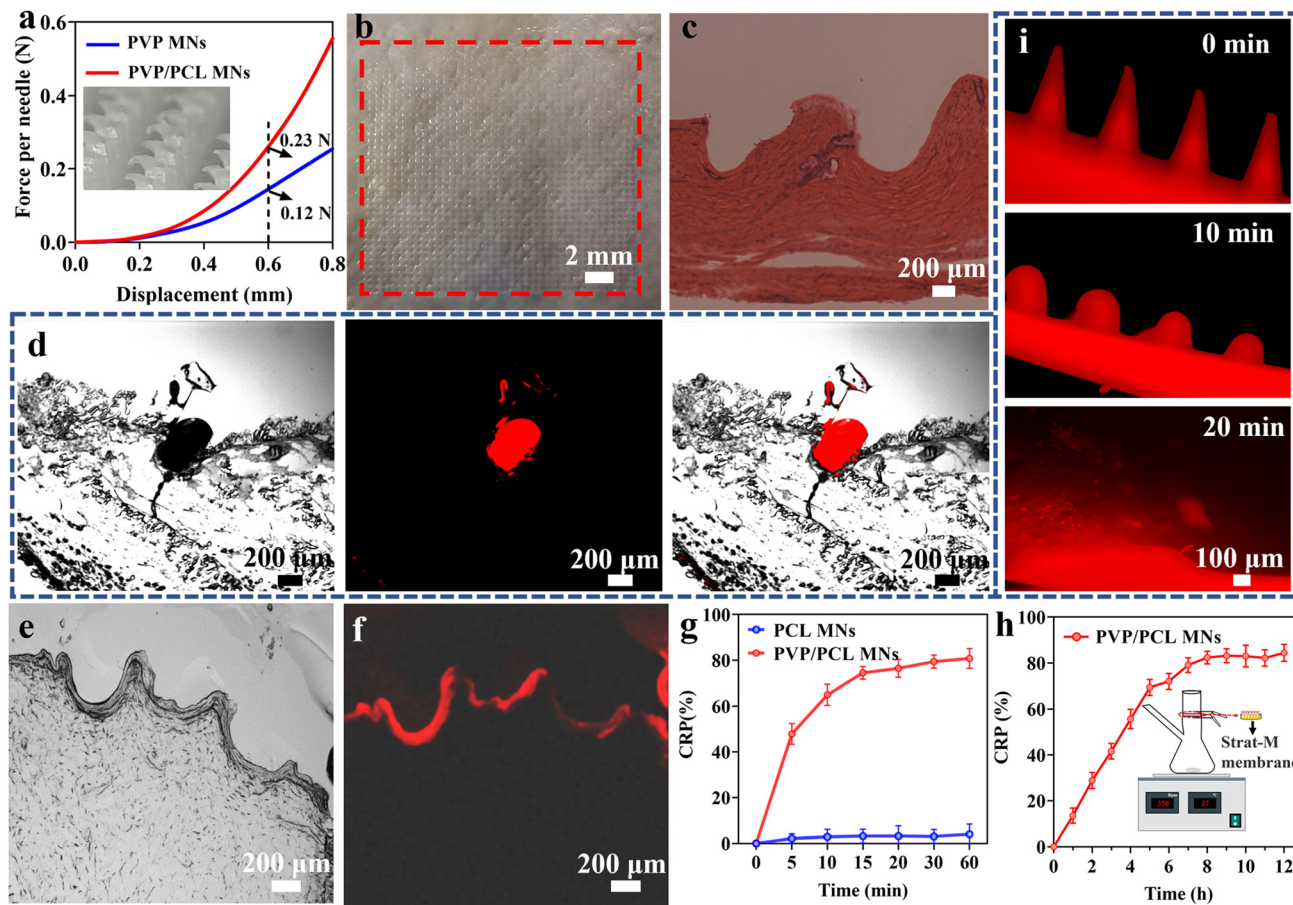 a
0.6
0.4
0.2
0.0
Force per needle (N)
PVP MNs
PVP/PCL MNs
0.23 N
0.12 N
0.0
0.2
0.4
0.6
0.8
Displacement (mm)
b
2 mm
c
200 μm
i
0 min
10 min
20 min
100 μm
d
200 μm
200 μm
200 μm
e
200 μm
f
200 μm
g
100
80
60
40
20
0
CRP(%)
PCL MNs
PVP/PCL MNs
0
5
10
15
20
30
60
Time (min)
h
100
80
60
40
20
0
CRP (%)
PVP/PCL MNs
Strat-M
membrane
Rpm
°C
350
37
0
2
4
6
8
10
12
Time (h)